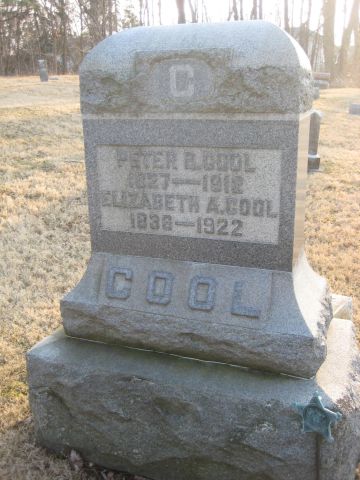 C
PETER B. COOL
1827—1912
ELIZABETH A. COOL
1836—1922
COOL